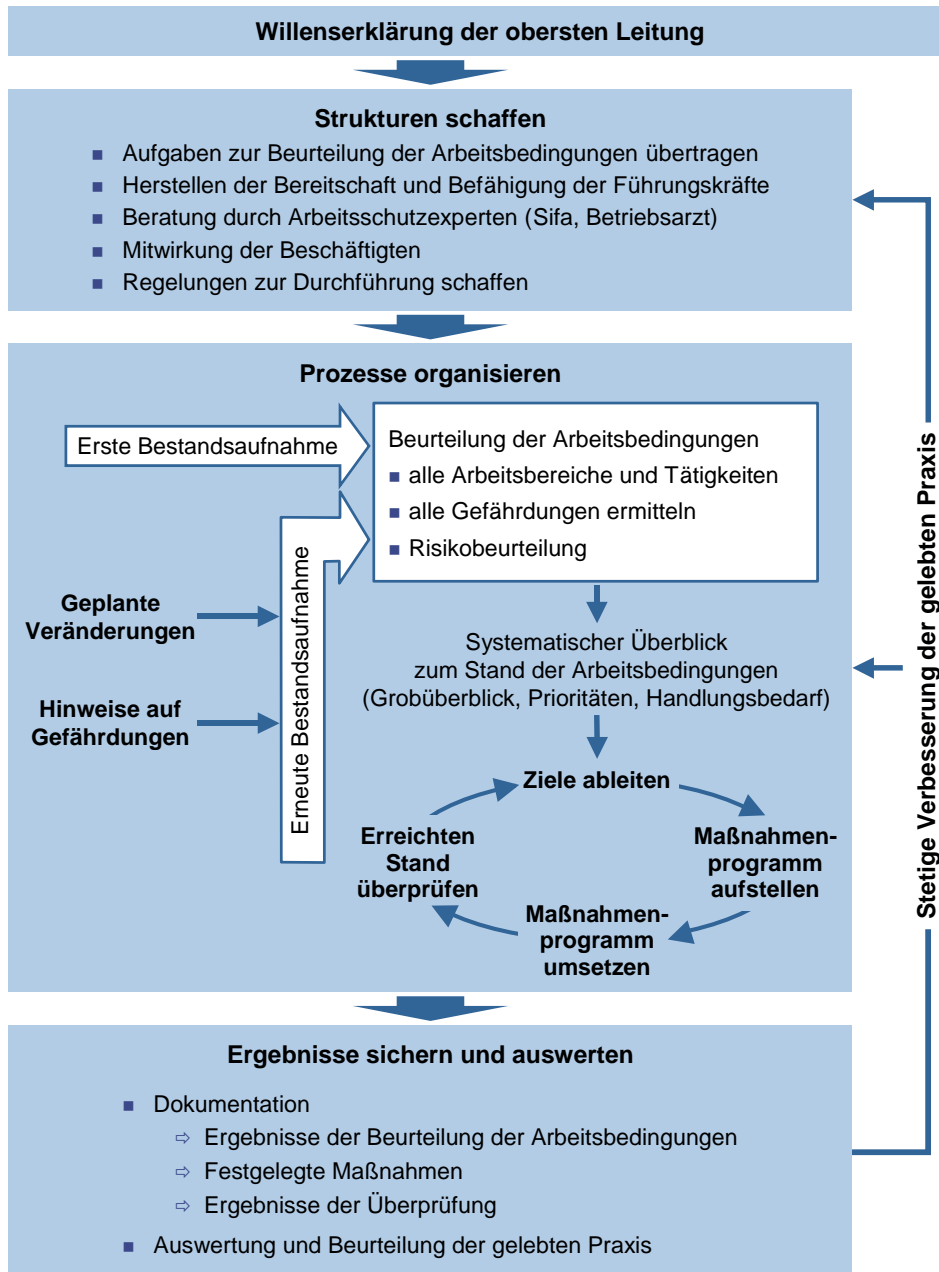 Willenserklärung der obersten Leitung
Strukturen schaffen
Aufgaben zur Beurteilung der Arbeitsbedingungen übertragen
Herstellen der Bereitschaft und Befähigung der Führungskräfte
Beratung durch Arbeitsschutzexperten (Sifa, Betriebsarzt)
Mitwirkung der Beschäftigten
Regelungen zur Durchführung schaffen
Prozesse organisieren
Erste Bestandsaufnahme
Beurteilung der Arbeitsbedingungen
alle Arbeitsbereiche und Tätigkeiten
alle Gefährdungen ermitteln
Risikobeurteilung
Erneute Bestandsaufnahme
Geplante
Veränderungen
Hinweise auf
Gefährdungen
Systematischer Überblick
zum Stand der Arbeitsbedingungen
(Grobüberblick, Prioritäten, Handlungsbedarf)
Ziele ableiten
Maßnahmen-
programm
aufstellen
Maßnahmen-
programm
umsetzen
Erreichten
Stand
überprüfen
Stetige Verbesserung der gelebten Praxis
Ergebnisse sichern und auswerten
Dokumentation
⇨ Ergebnisse der Beurteilung der Arbeitsbedingungen
⇨ Festgelegte Maßnahmen
⇨ Ergebnisse der Überprüfung
Auswertung und Beurteilung der gelebten Praxis